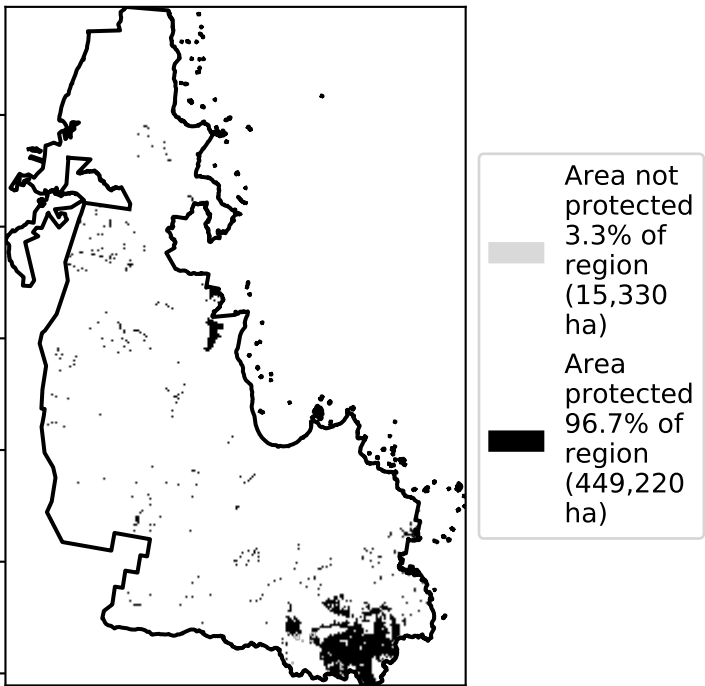 Area not
protected
3.3% of
region
(15,330
ha)
Area
protected
96.7% of
region
(449,220
ha)